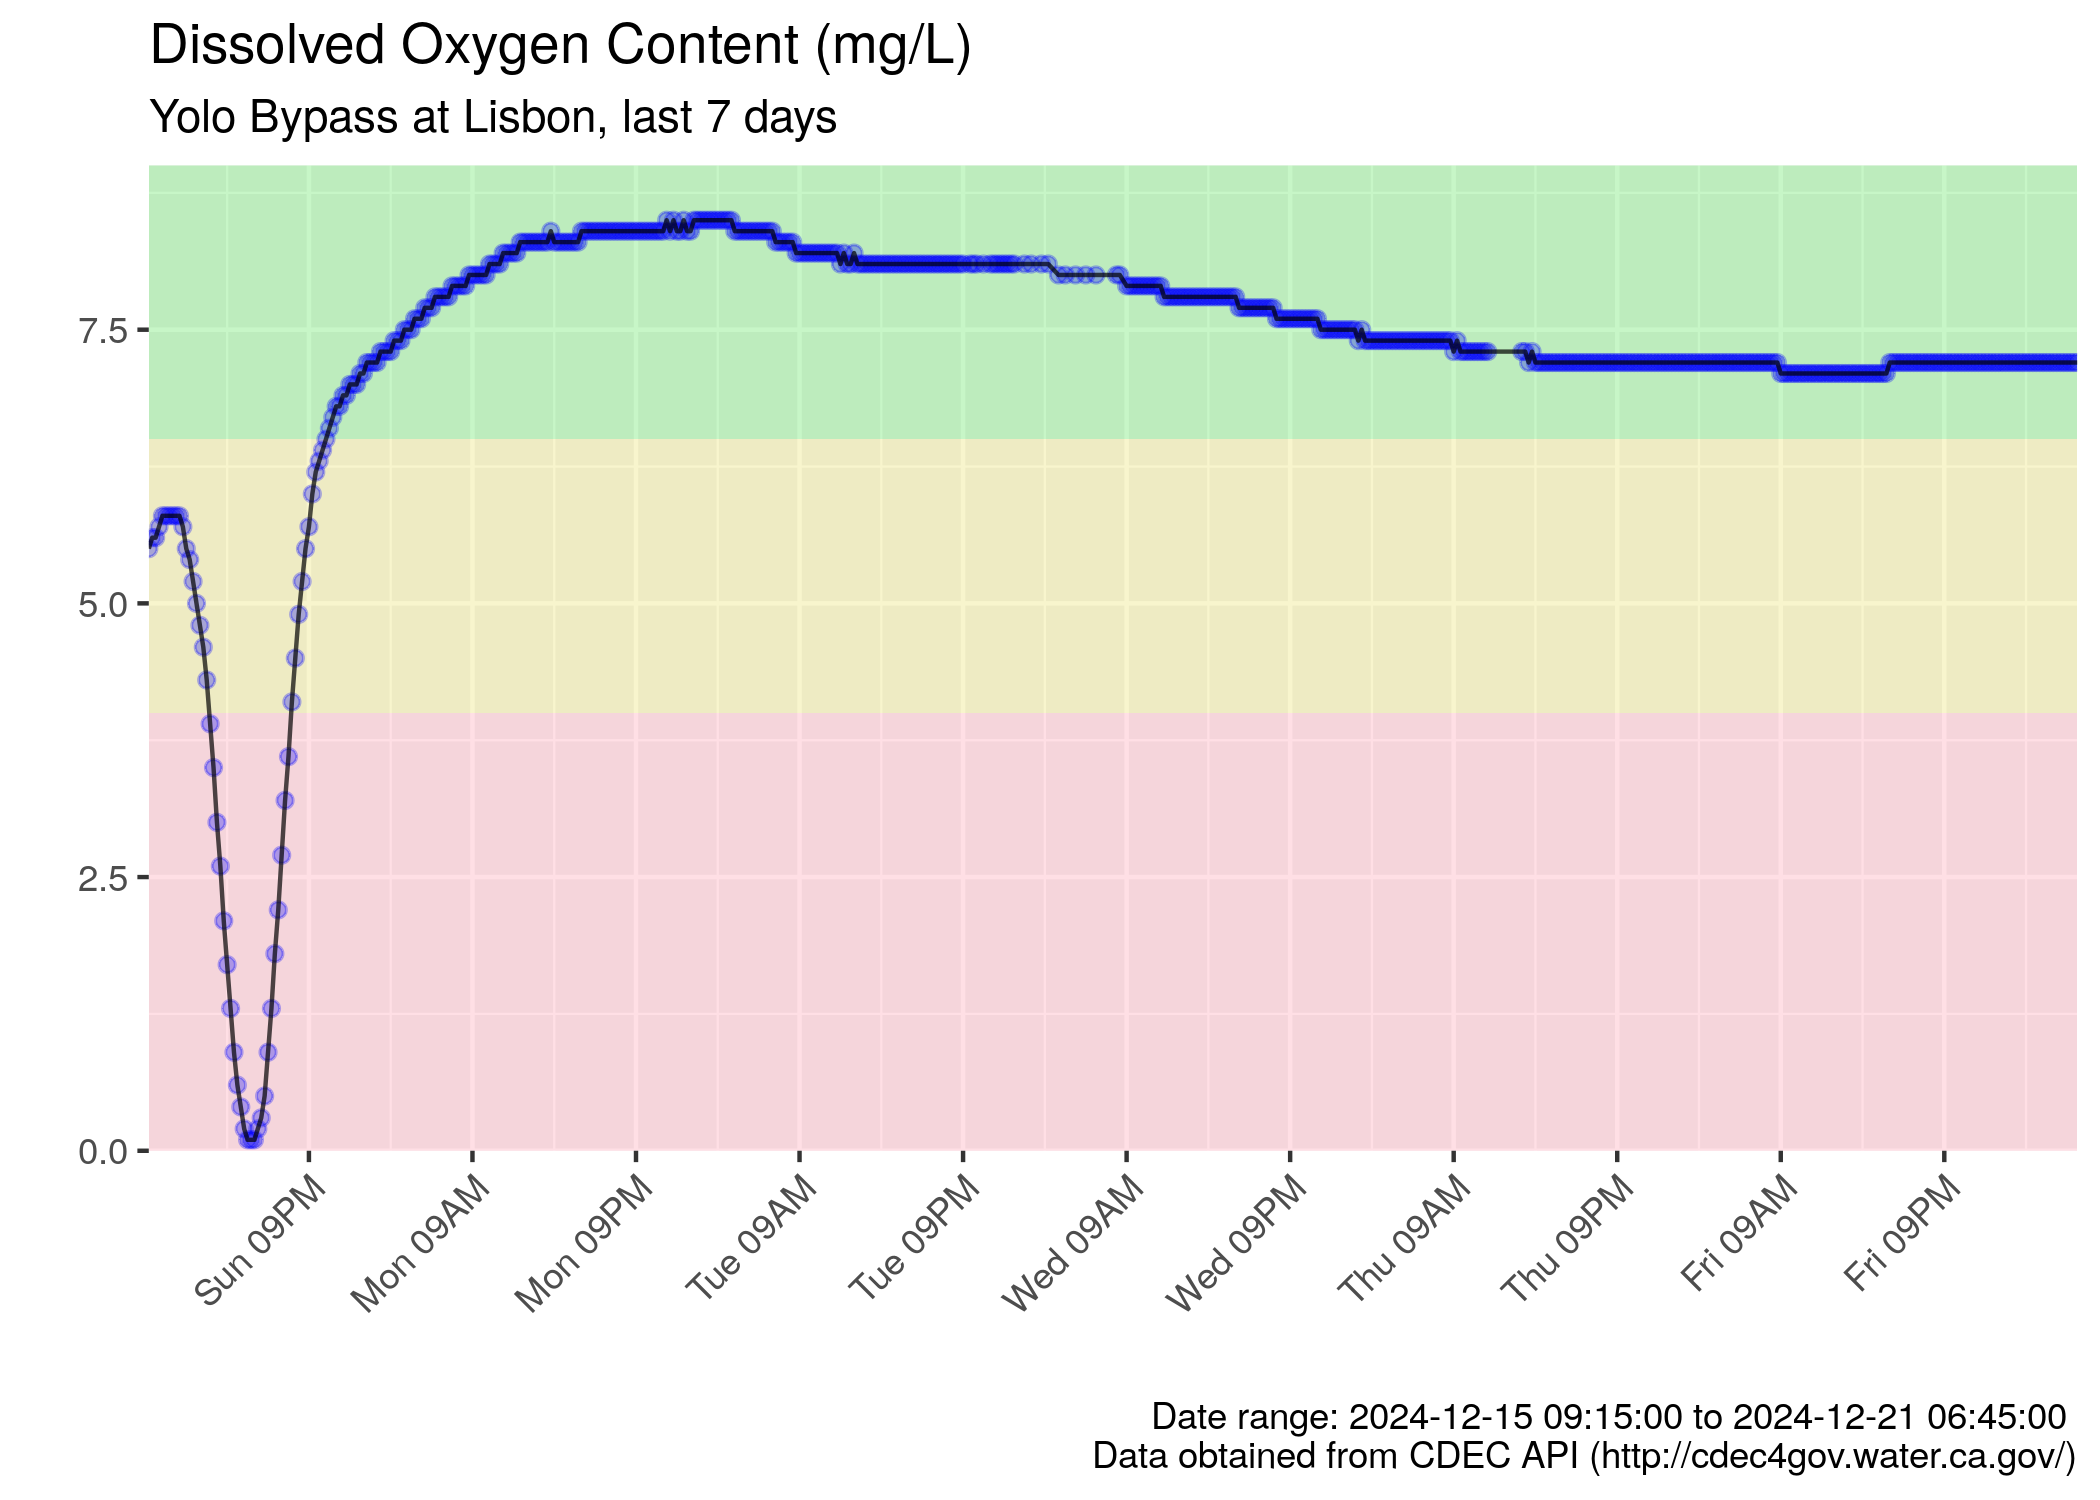 Dissolved Oxygen Content (mg/L)
Yolo Bypass at Lisbon, last 7 days
7.5
5.0
2.5
0.0
Sun 09PM
Mon 09AM
Mon 09PM
Tue 09AM
Tue 09PM
Wed 09AM
Wed 09PM
Thu 09AM
Thu 09PM
Fri 09AM
Fri 09PM
Date range: 2024-12-15 09:15:00 to 2024-12-21 06:45:00
Data obtained from CDEC API (http://cdec4gov.water.ca.gov/)